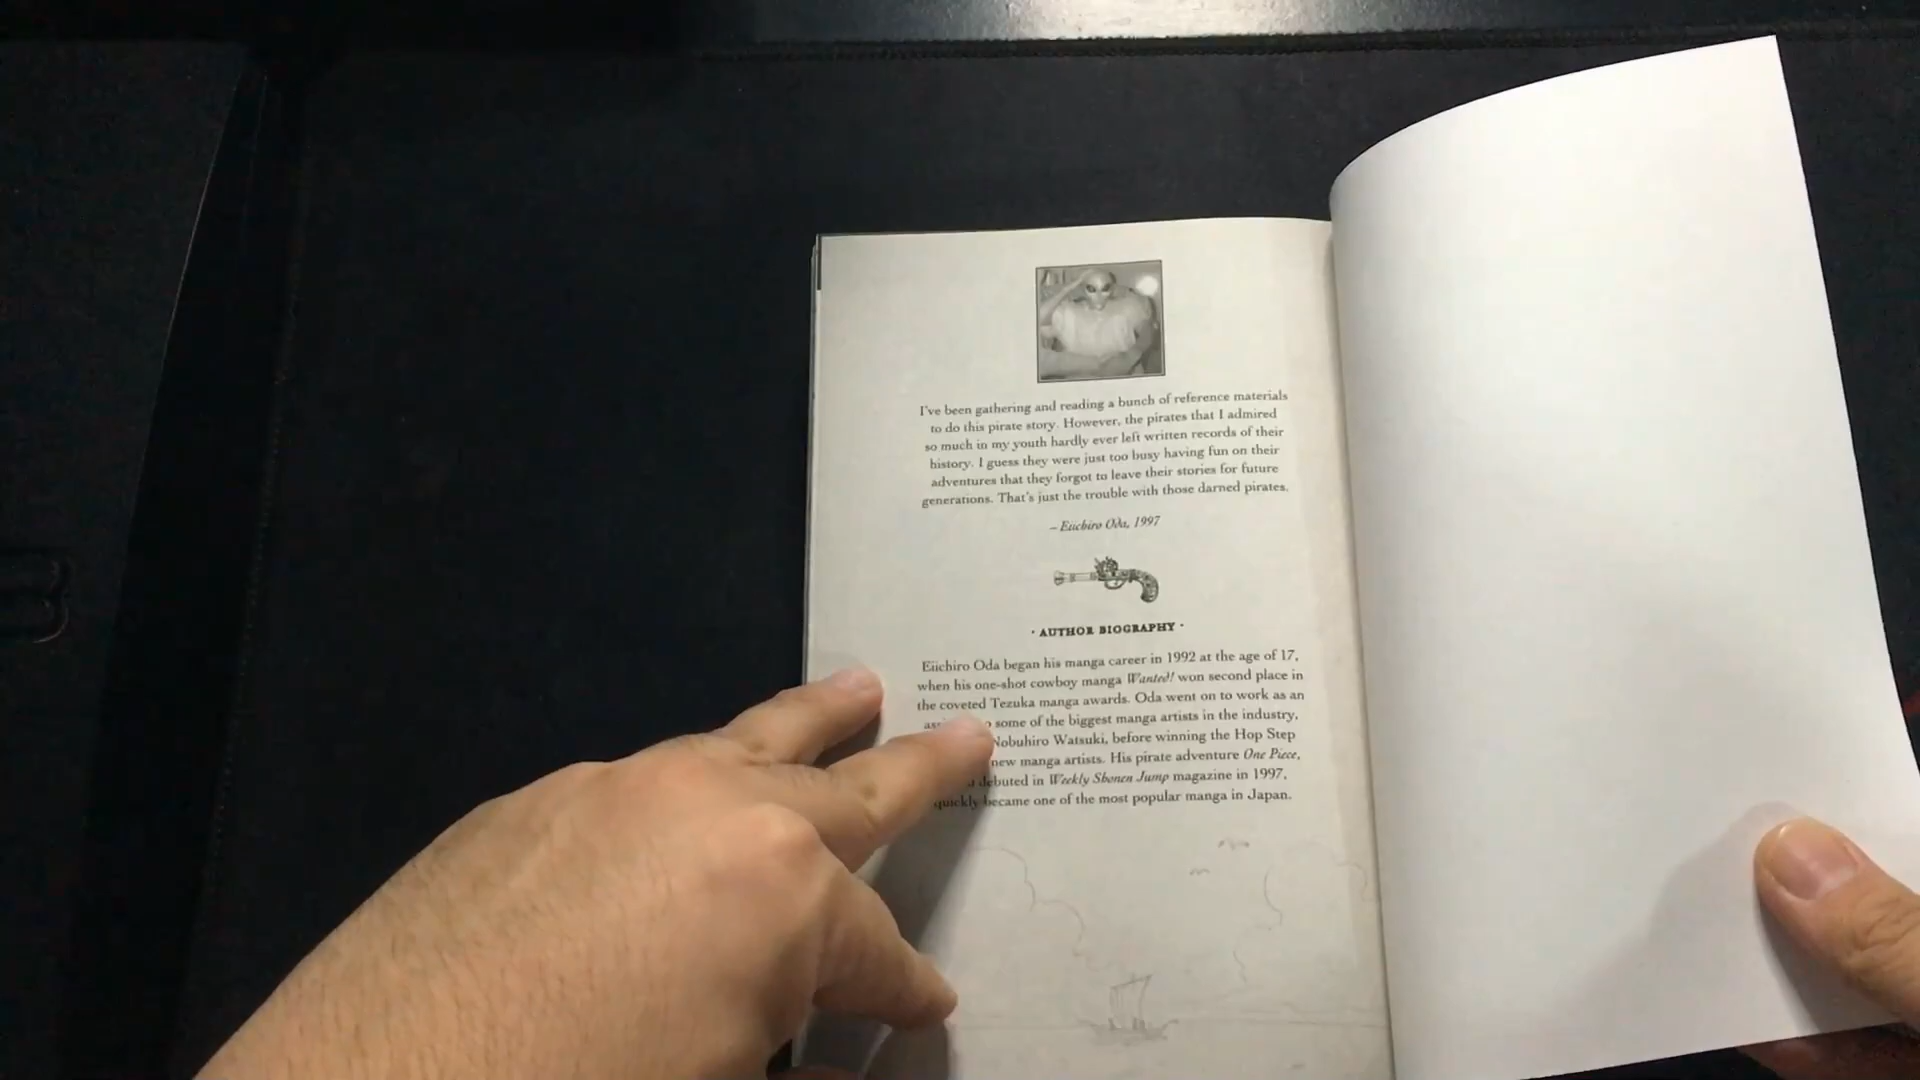 I've been gathering and reading a bunch of reference materials
to do this pirate story. However, the pirates that I admired
so much in my youth hardly ever left written records of their
history. I guess they were just too busy having fun on their
adventures that they forgot to leave their stories for future
generations. That's just the trouble with those darned pirates.
– Eiichiro Oda, 1997
· AUTHOR BIOGRAPHY ·
Eiichiro Oda began his manga career in 1992 at the age of 17,
when his one-shot cowboy manga Wanted! won second place in
the coveted Tezuka manga awards. Oda went on to work as an
some of the biggest manga artists in the industry,
Nobuhiro Watsuki, before winning the Hop Step
new manga artists. His pirate adventure One Piece,
debuted in Weekly Shonen Jump magazine in 1997,
quickly became one of the most popular manga in Japan.